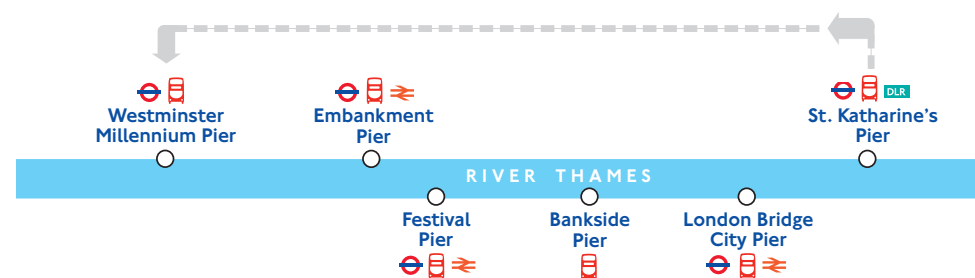 Westminster
Millennium Pier
Embankment
Pier
St. Katharine's
Pier
DLR
RIVER THAMES
Festival
Pier
Bankside
Pier
London Bridge
City Pier